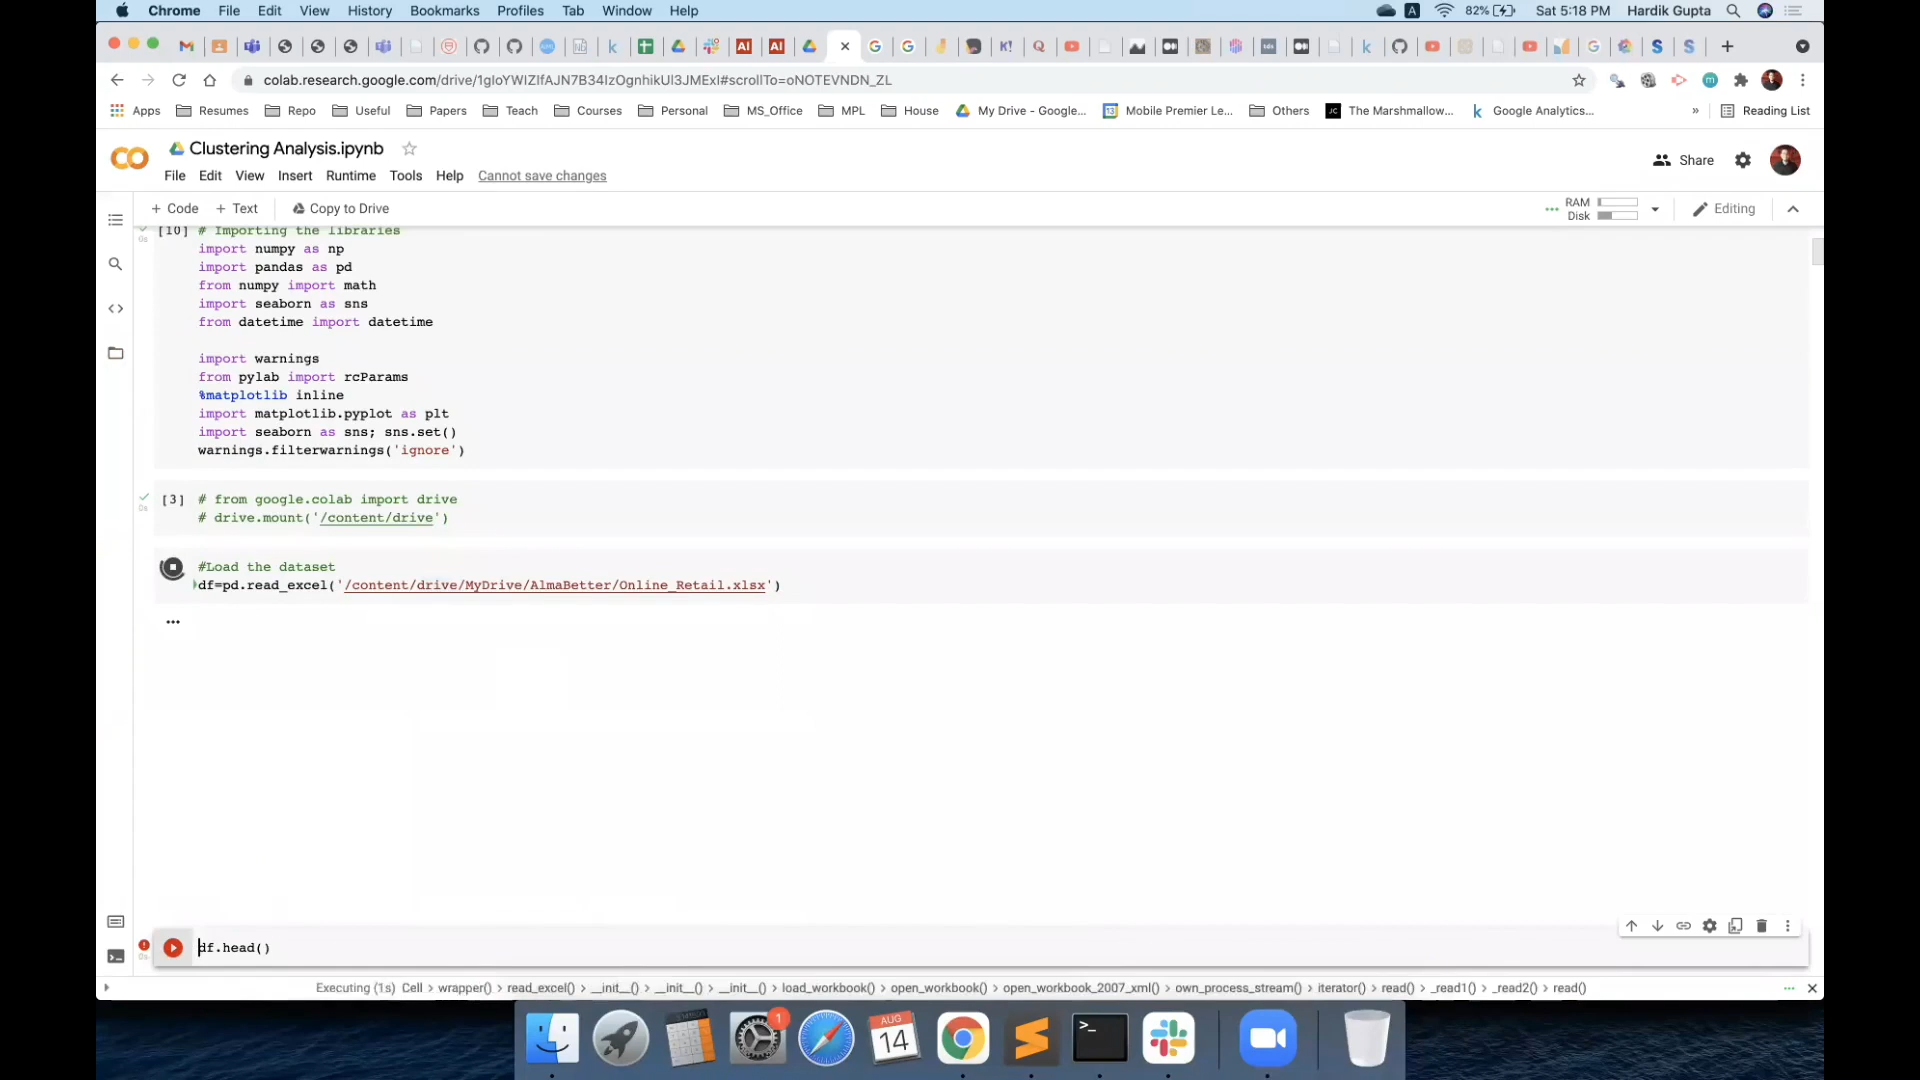 Chrome File Edit View History Bookmarks Profiles Tab Window Help A 82% Sat 5:18 PM Hardik Gupta
colab.research.google.com/drive/1gIoYWIZIfAJN7B34IzOgnhikUl3JMExI#scrollTo=oNOTEVNDN_ZL
Apps Resumes Repo Useful Papers Teach Courses Personal MS_Office MPL House My Drive - Google... Mobile Premier Le... Others JC The Marshmallow... k Google Analytics... » Reading List
CO Clustering Analysis.ipynb
Share
File Edit View Insert Runtime Tools Help Cannot save changes
+ Code + Text Copy to Drive RAM Disk Editing
[10] # Importing the libraries
import numpy as np
import pandas as pd
from numpy import math
import seaborn as sns
from datetime import datetime
import warnings
from pylab import rcParams
%matplotlib inline
import matplotlib.pyplot as plt
import seaborn as sns; sns.set()
warnings.filterwarnings('ignore')
[3] # from google.colab import drive
# drive.mount('/content/drive')
#Load the dataset
df=pd.read_excel('/content/drive/MyDrive/AlmaBetter/Online_Retail.xlsx')
...
df.head()
Executing (1s) Cell > wrapper() > read_excel() > __init__() > __init__() > __init__() > load_workbook() > open_workbook() > open_workbook_2007_xml() > own_process_stream() > iterator() > read() > _read1() > _read2() > read()
1
AUG
14